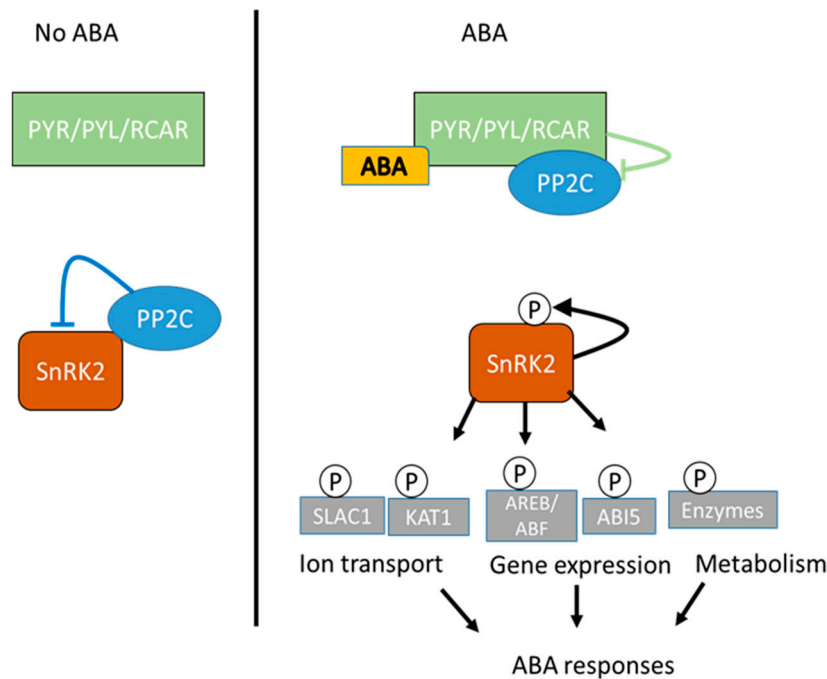 No ABA
PYR/PYL/RCAR
PP2C
SnRK2
ABA
PYR/PYL/RCAR
ABA
PP2C
P
SnRK2
P
P
P
P
P
SLAC1
KAT1
AREB/
ABF
ABI5
Enzymes
Ion transport
Gene expression
Metabolism
ABA responses